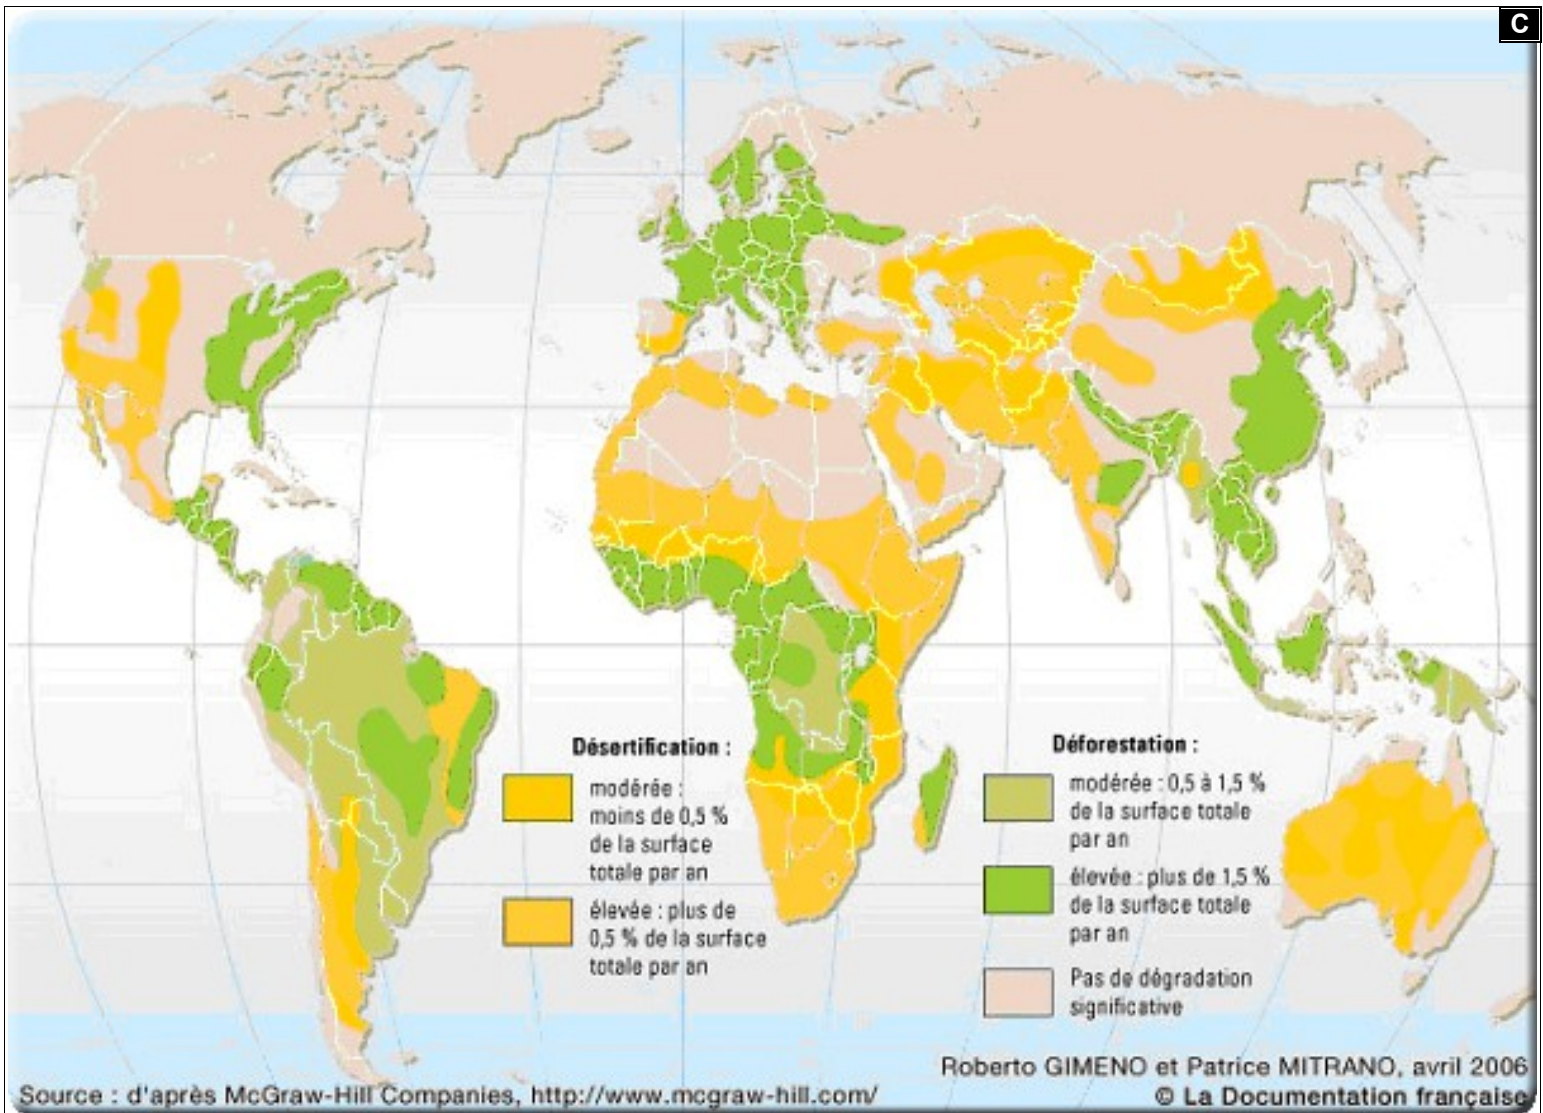 C
Désertification :
modérée :
moins de 0,5 %
de la surface
totale par an
élevée : plus de
0,5 % de la surface
totale par an
Déforestation :
modérée : 0,5 à 1,5 %
de la surface totale
par an
élevée : plus de 1,5 %
de la surface totale
par an
Pas de dégradation
significative
Roberto GIMENO et Patrice MITRANO, avril 2006
Source : d'après McGraw-Hill Companies, http://www.mcgraw-hill.com/
© La Documentation française